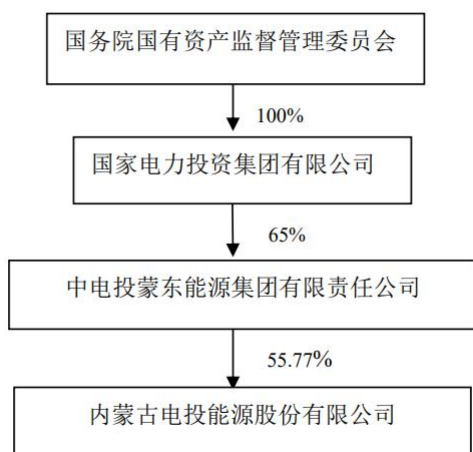 国务院国有资产监督管理委员会
100%
国家电力投资集团有限公司
65%
中电投蒙东能源集团有限责任公司
55.77%
内蒙古电投能源股份有限公司